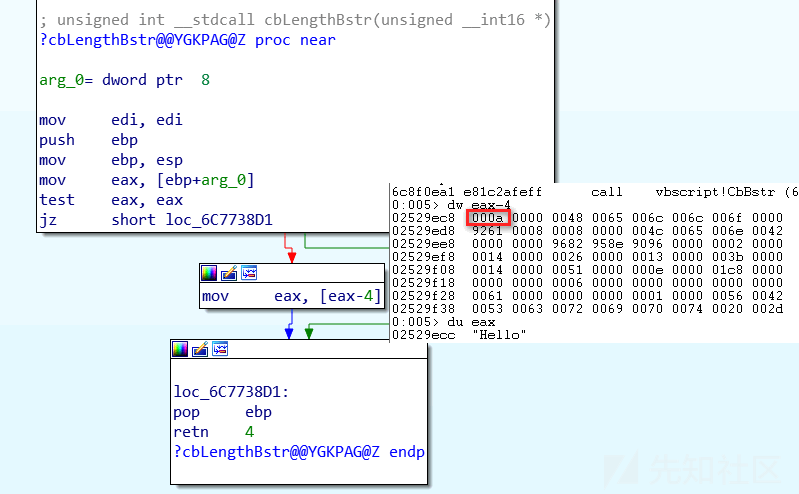 ; unsigned int __stdcall cbLengthBstr(unsigned __int16 *)
?cbLengthBstr@@YGKPAG@Z proc near
arg_0= dword ptr  8
mov     edi, edi
push    ebp
mov     ebp, esp
mov     eax, [ebp+arg_0]
test    eax, eax
jz      short loc_6C7738D1
6c8f0ea1 e81c2afeff      call    vbscript!CbBstr (6
0:005> dw eax-4
02529ec8  000a 0000 0048 0065 006c 006c 006f 0000
02529ed8  9261 0008 0008 0000 004c 0065 006e 0042
02529ee8  0000 0000 9682 958e 9096 0000 0002 0000
02529ef8  0014 0000 0026 0000 0013 0000 003b 0000
02529f08  0014 0000 0051 0000 000e 0000 01c8 0000
02529f18  0000 0000 0006 0000 0000 0000 0000 0000
02529f28  0061 0000 0000 0000 0001 0000 0056 0042
02529f38  0053 0063 0072 0069 0070 0074 0020 002d
0:005> du eax
02529ecc  "Hello"
mov     eax, [eax-4]
loc_6C7738D1:
pop     ebp
retn    4
?cbLengthBstr@@YGKPAG@Z endp
先知社区